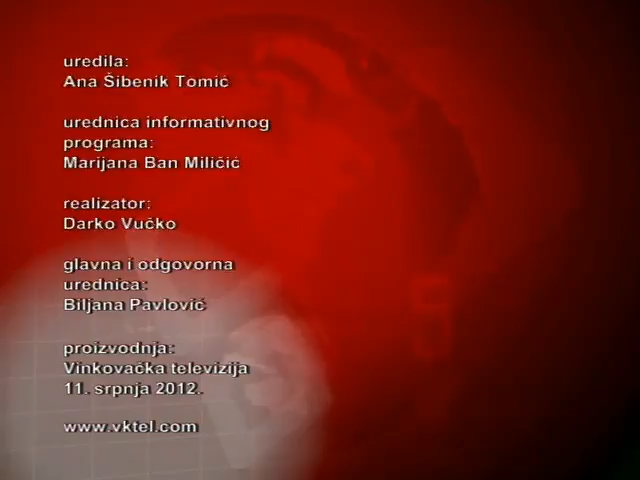 uredila:
Ana Šibenik Tomić
urednica informativnog
programa:
Marijana Ban Miličić
realizator:
Darko Vučko
glavna i odgovorna
urednica:
Biljana Pavlović
proizvodnja:
Vinkovačka televizija
11. srpnja 2012.
www.vktel.com